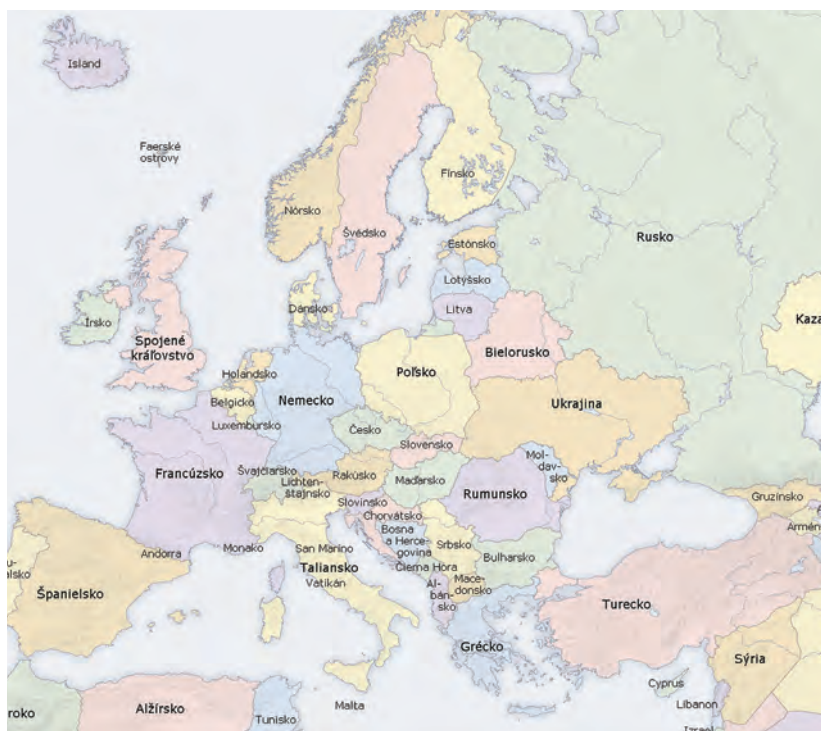 Island
Faerské
ostrovy
Fínsko
Nórsko
Švédsko
Rusko
Estónsko
Lotyšsko
Litva
Dánsko
Írsko
Spojené
kráľovstvo
Kaza
Bielorusko
Holandsko
Poľsko
Belgicko
Nemecko
Ukrajina
Luxembursko
Česko
Slovensko
Mol-
dav-
sko
Francúzsko
Švajčiarsko
Rakúsko
Lichten-
štajnsko
Maďarsko
Rumunsko
Slovinsko
Gruzínsko
Chorvátsko
Armén
Bosna
a Herce-
govina
Srbsko
Andorra
Monako
San Marino
Bulharsko
u-
alsko
Taliansko
Čierna Hora
Vatikán
Al-
bán-
sko
Mace-
donsko
Španielsko
Turecko
Grécko
Sýria
Cyprus
Libanon
Malta
roko
Alžírsko
Tunisko
Izrael